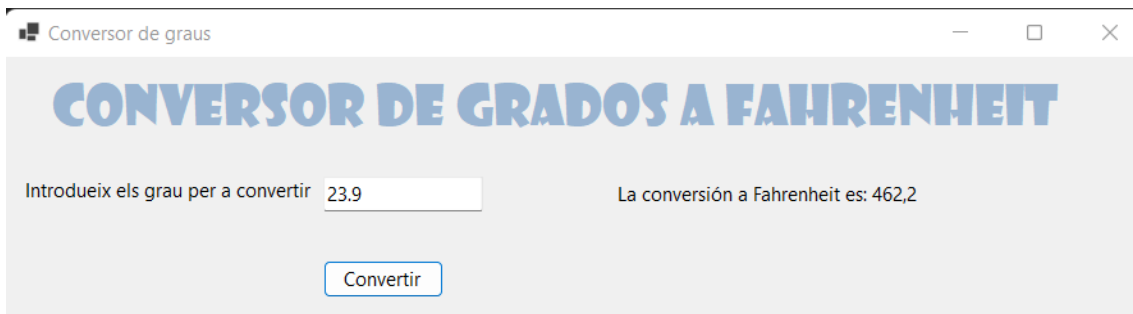 Conversor de graus
CONVERSOR DE GRADOS A FAHRENHEIT
Introdueix els grau per a convertir 23.9 La conversión a Fahrenheit es: 462,2
Convertir